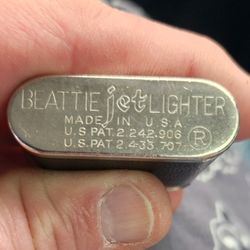 BEATTIE jet LIGHTER
MADE IN U.S.A
U.S PAT 2.242.906
U.S. PAT 2.433.707
®